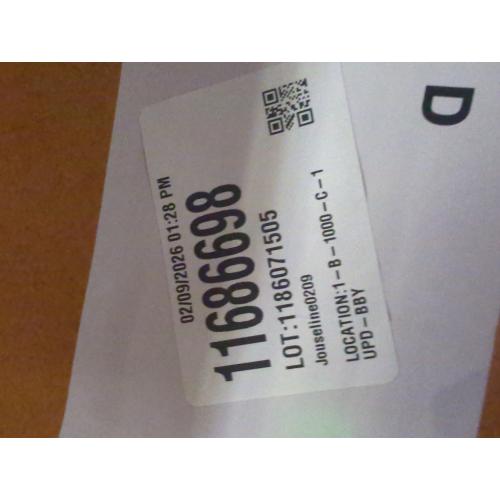 02/09/2026 01:28 PM
11686698
LOT:1186071505
Jouseline0209
LOCATION:1-B-1000-C-1
UPD-BBY
D